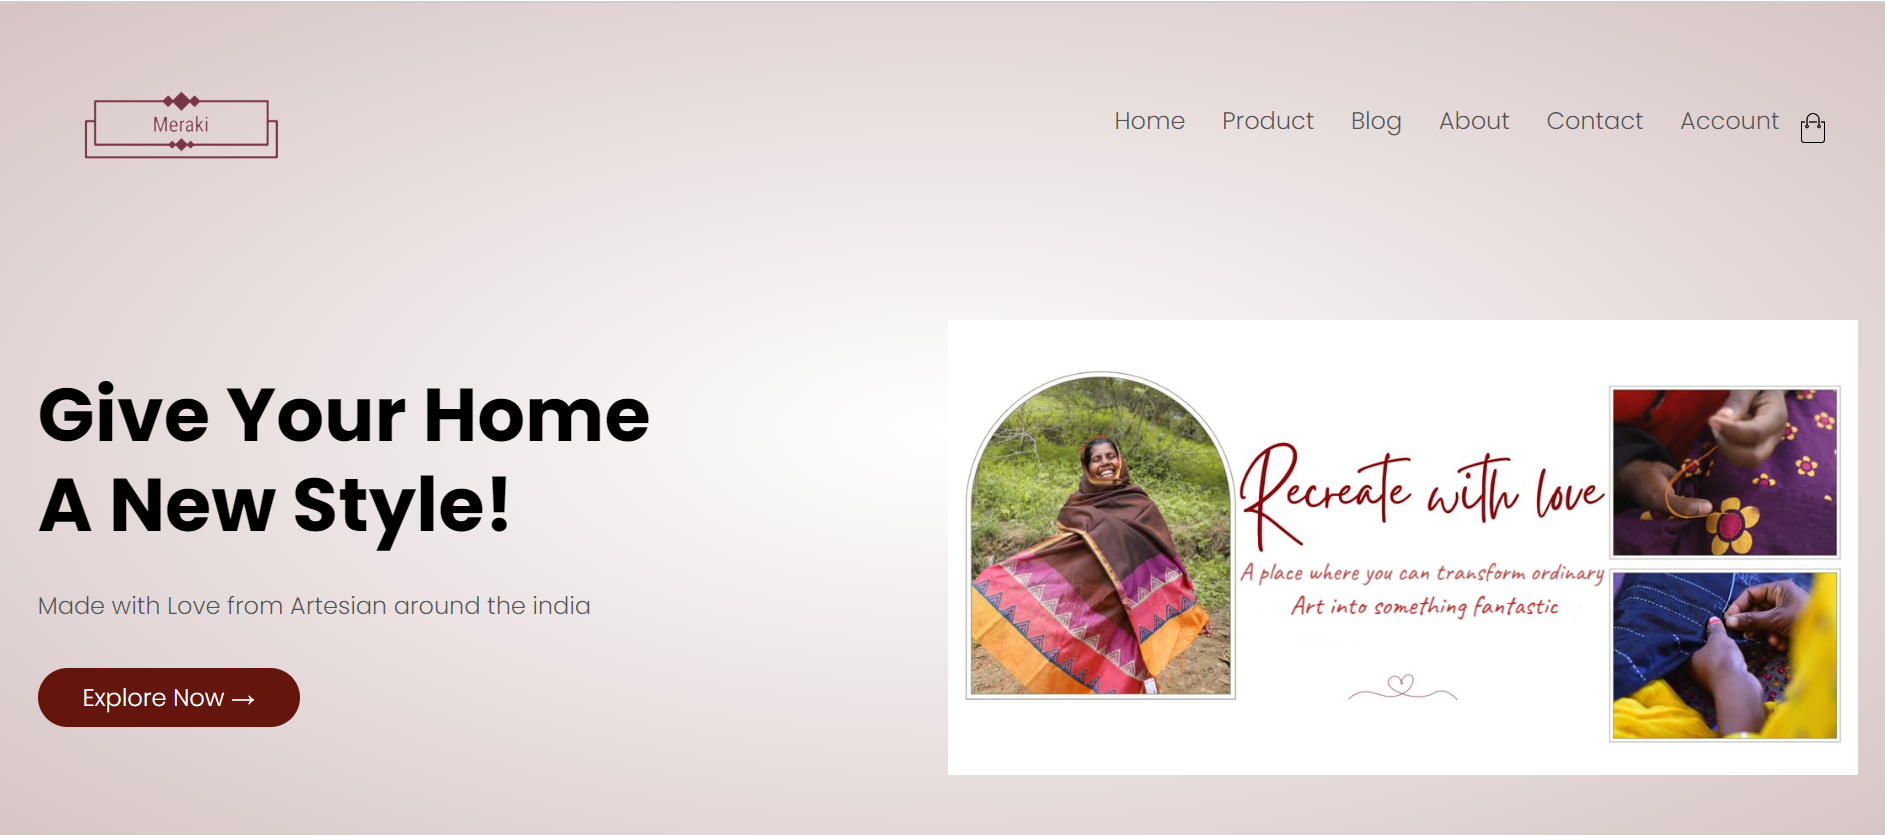 Meraki
Home Product Blog About Contact Account
Give Your Home
A New Style!
Made with Love from Artesian around the india
Explore Now →
Recreate with love
A place where you can transform ordinary
Art into something fantastic